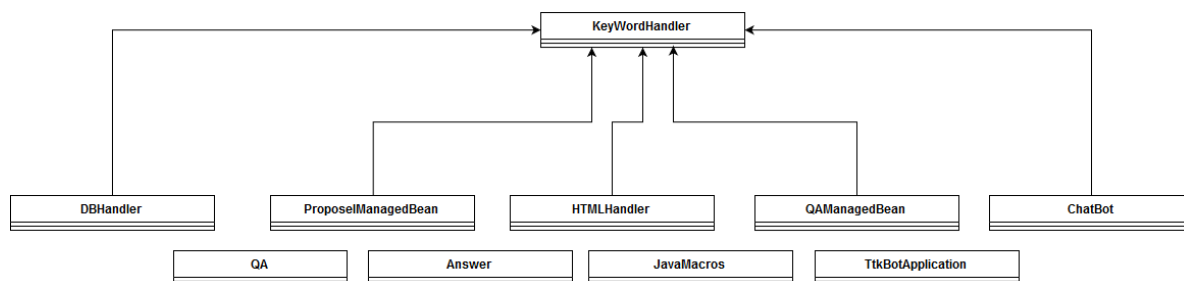 KeyWordHandler
DBHandler
ProposelManagedBean
HTMLHandler
QAManagedBean
ChatBot
QA
Answer
JavaMacros
TtkBotApplication